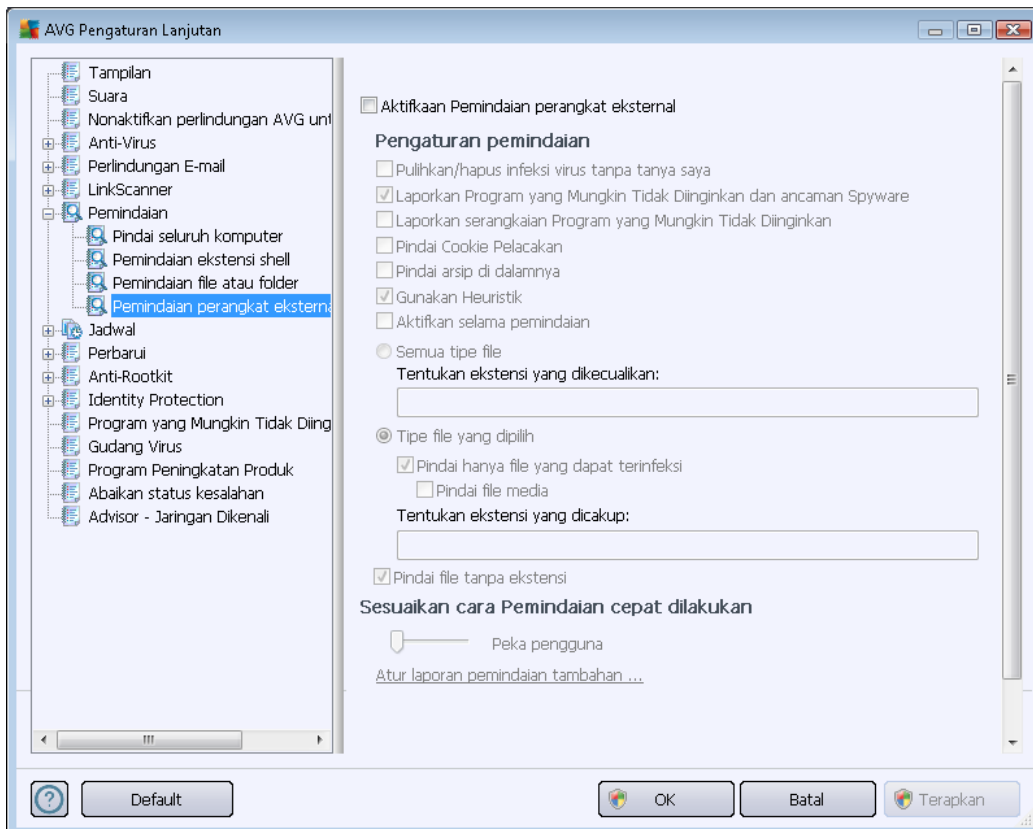 AVG Pengaturan Lanjutan
Tampilan
Suara
Nonaktifkan perlindungan AVG unt
Anti-Virus
Perlindungan E-mail
LinkScanner
Pemindaian
Pindai seluruh komputer
Pemindaian ekstensi shell
Pemindaian file atau folder
Pemindaian perangkat eksterna
Jadwal
Perbarui
Anti-Rootkit
Identity Protection
Program yang Mungkin Tidak Diing
Gudang Virus
Program Peningkatan Produk
Abaikan status kesalahan
Advisor - Jaringan Dikenali
Aktifkaan Pemindaian perangkat eksternal
Pengaturan pemindaian
Pulihkan/hapus infeksi virus tanpa tanya saya
Laporkan Program yang Mungkin Tidak Diinginkan dan ancaman Spyware
Laporkan serangkaian Program yang Mungkin Tidak Diinginkan
Pindai Cookie Pelacakan
Pindai arsip di dalamnya
Gunakan Heuristik
Aktifkan selama pemindaian
Semua tipe file
Tentukan ekstensi yang dikecualikan:
Tipe file yang dipilih
Pindai hanya file yang dapat terinfeksi
Pindai file media
Tentukan ekstensi yang dicakup:
Pindai file tanpa ekstensi
Sesuaikan cara Pemindaian cepat dilakukan
Peka pengguna
Atur laporan pemindaian tambahan ...
Default
OK
Batal
Terapkan